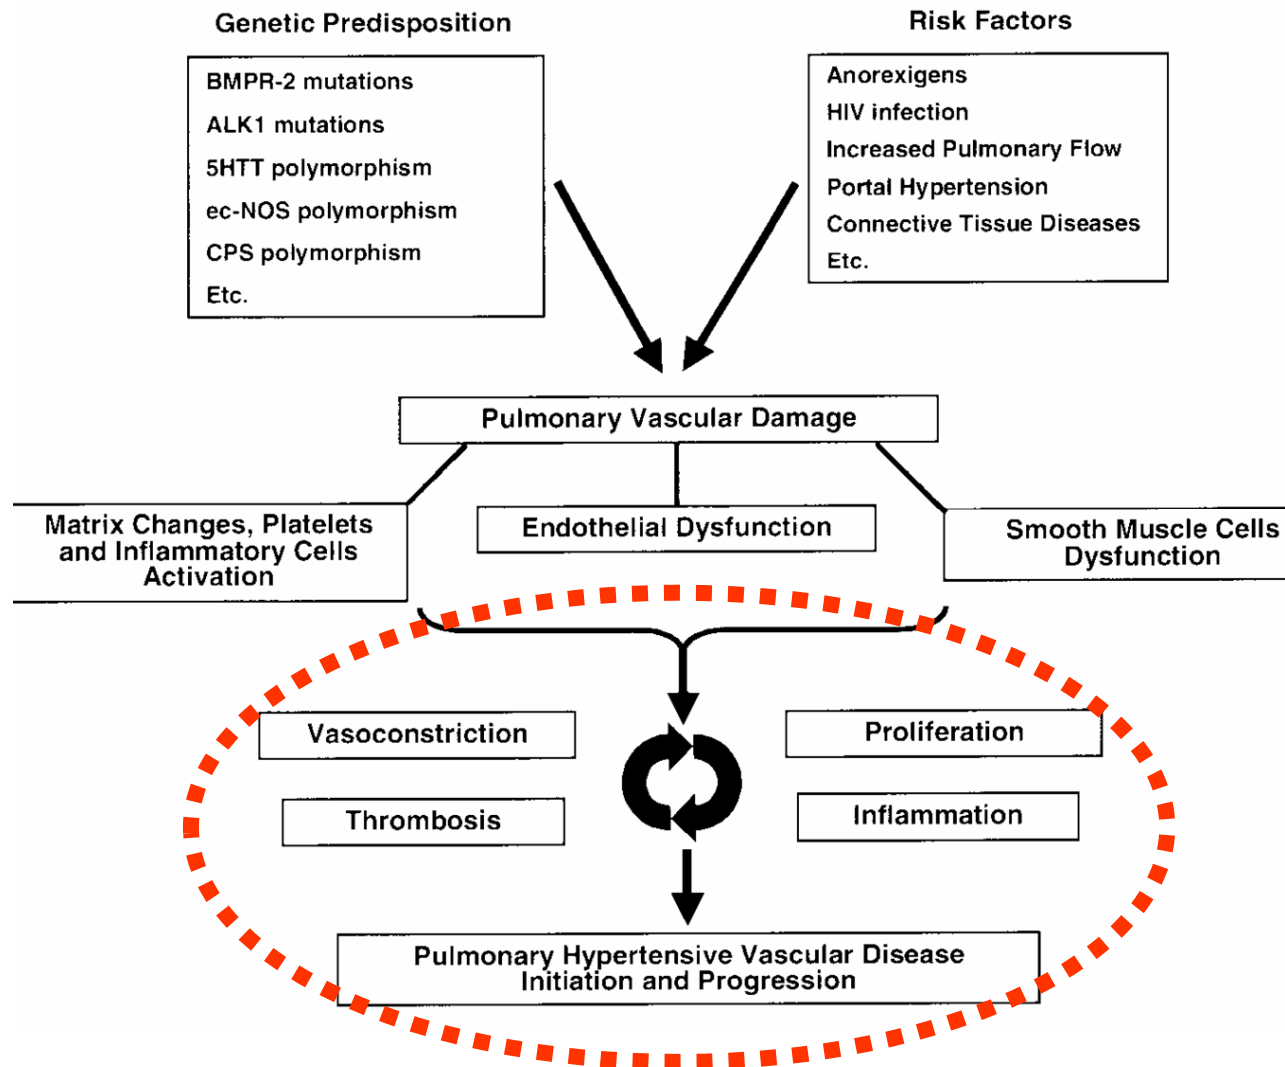 Genetic Predisposition
BMPR-2 mutations
ALK1 mutations
5HTT polymorphism
ec-NOS polymorphism
CPS polymorphism
Etc.
Risk Factors
Anorexigens
HIV infection
Increased Pulmonary Flow
Portal Hypertension
Connective Tissue Diseases
Etc.
Pulmonary Vascular Damage
Matrix Changes, Platelets
and Inflammatory Cells
Activation
Endothelial Dysfunction
Smooth Muscle Cells
Dysfunction
Vasoconstriction
Proliferation
Thrombosis
Inflammation
Pulmonary Hypertensive Vascular Disease
Initiation and Progression